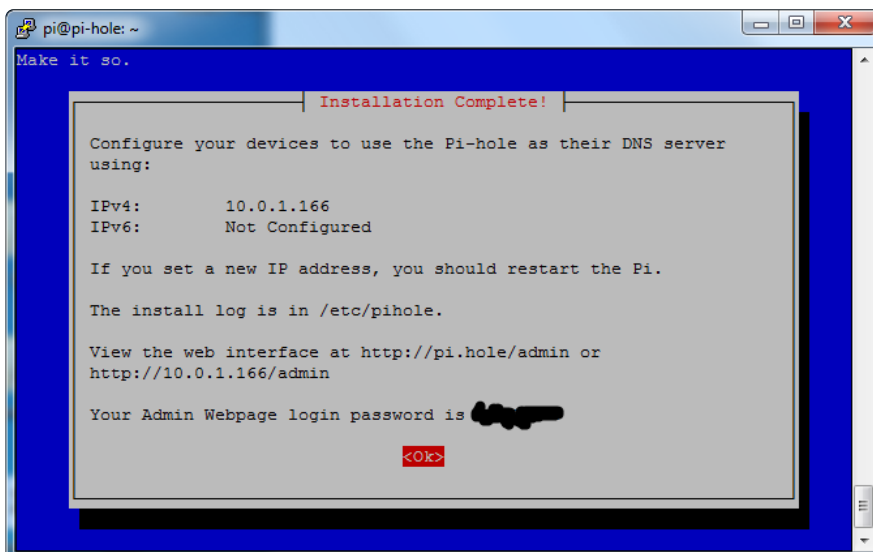 pi@pi-hole: ~
Make it so.
Installation Complete!
Configure your devices to use the Pi-hole as their DNS server
using:
IPv4: 10.0.1.166
IPv6: Not Configured
If you set a new IP address, you should restart the Pi.
The install log is in /etc/pihole.
View the web interface at http://pi.hole/admin or
http://10.0.1.166/admin
Your Admin Webpage login password is
<Ok>